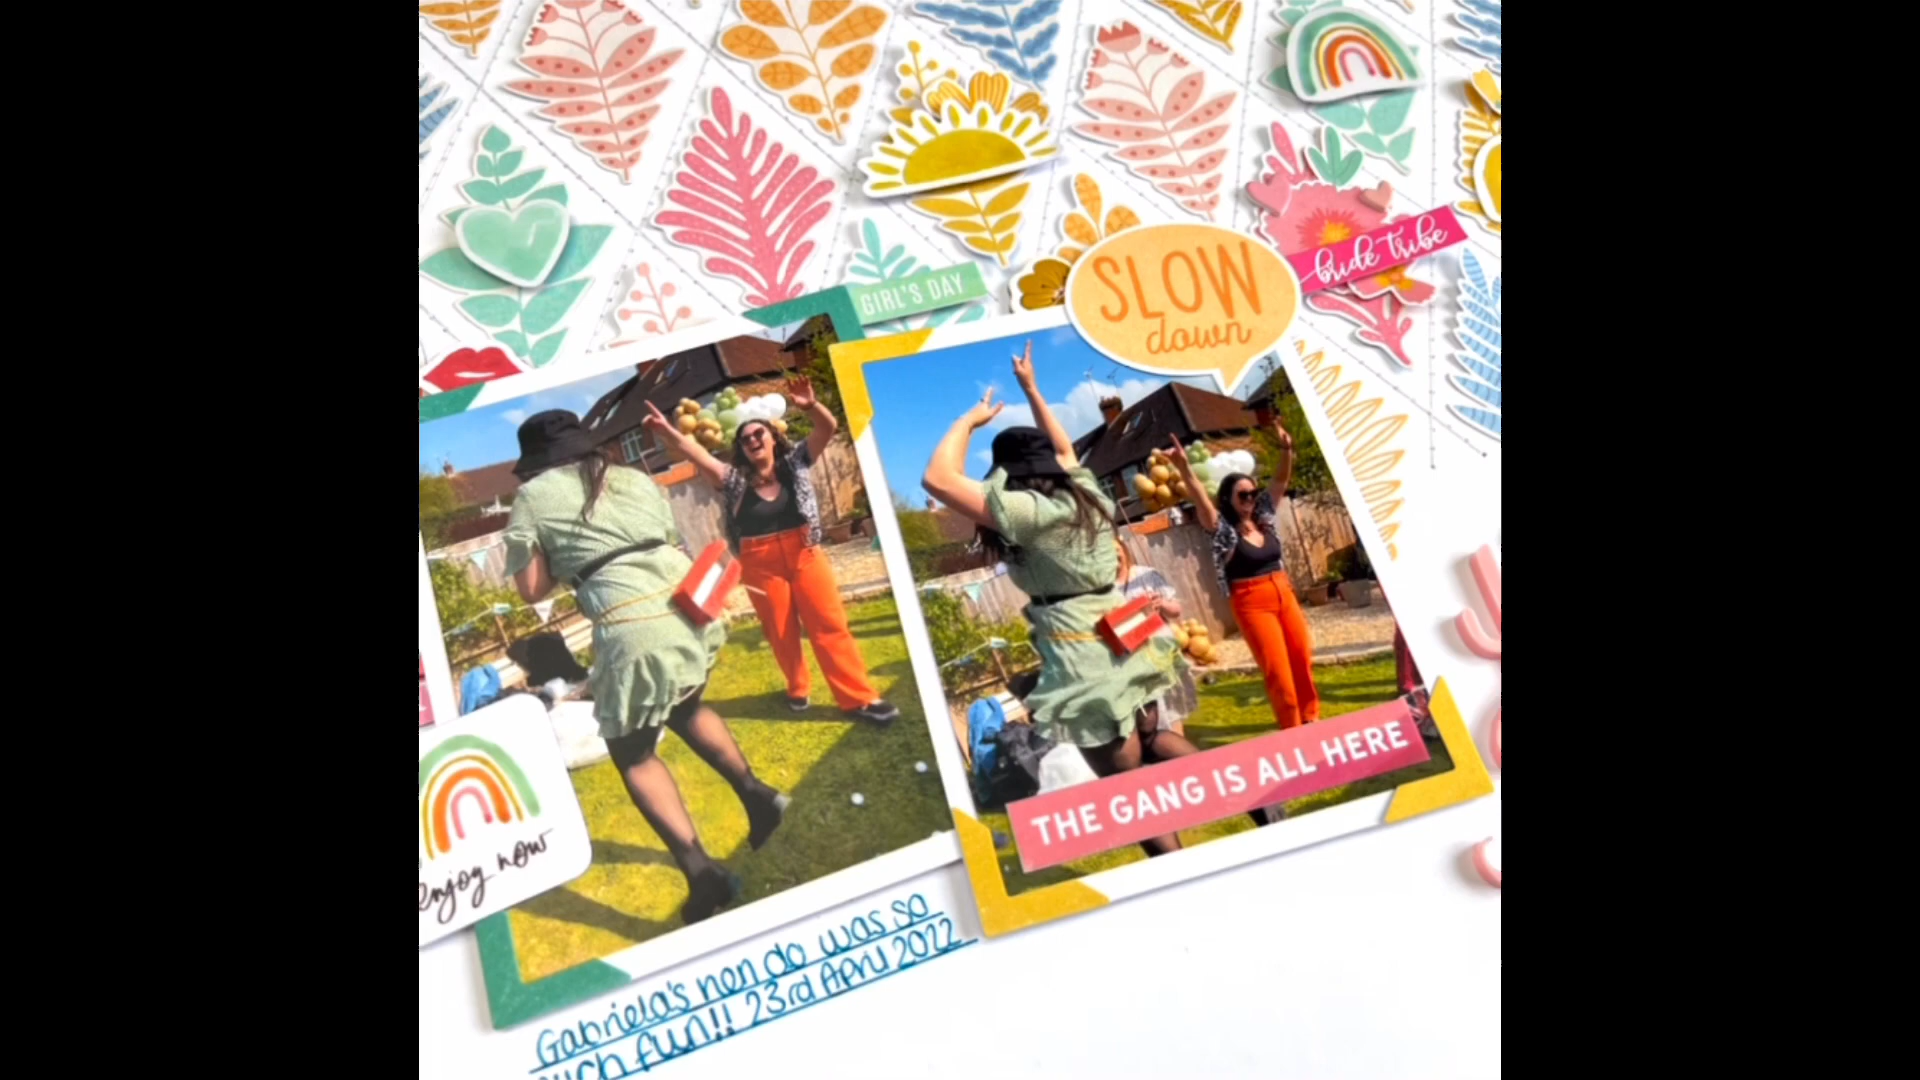 GIRL'S DAY
SLOW
down
bride tribe
THE GANG IS ALL HERE
enjoy now
Gabriela's hen do was so
much fun!! 23rd April 2022